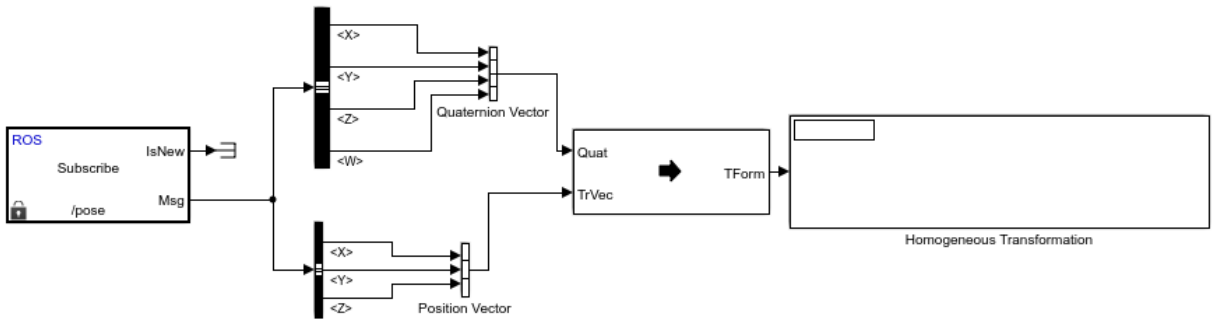 <X>
<Y>
<Z>
<W>
Quaternion Vector
ROS
Subscribe
/pose
IsNew
Msg
<X>
<Y>
<Z>
Position Vector
Quat
TrVec
TForm
Homogeneous Transformation